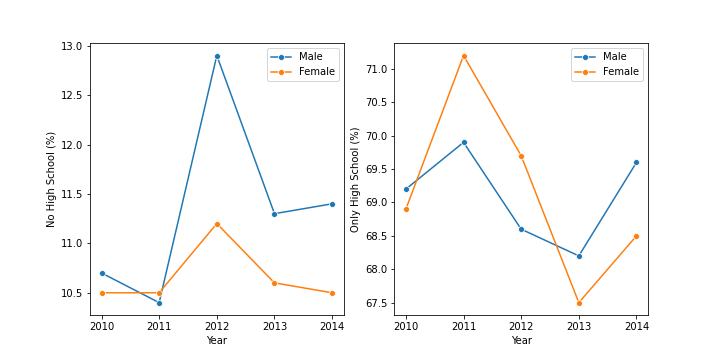 No High School (%)
13.0
12.5
12.0
11.5
11.0
10.5
2010 2011 2012 2013 2014
Year
Male
Female
Only High School (%)
71.0
70.5
70.0
69.5
69.0
68.5
68.0
67.5
2010 2011 2012 2013 2014
Year
Male
Female